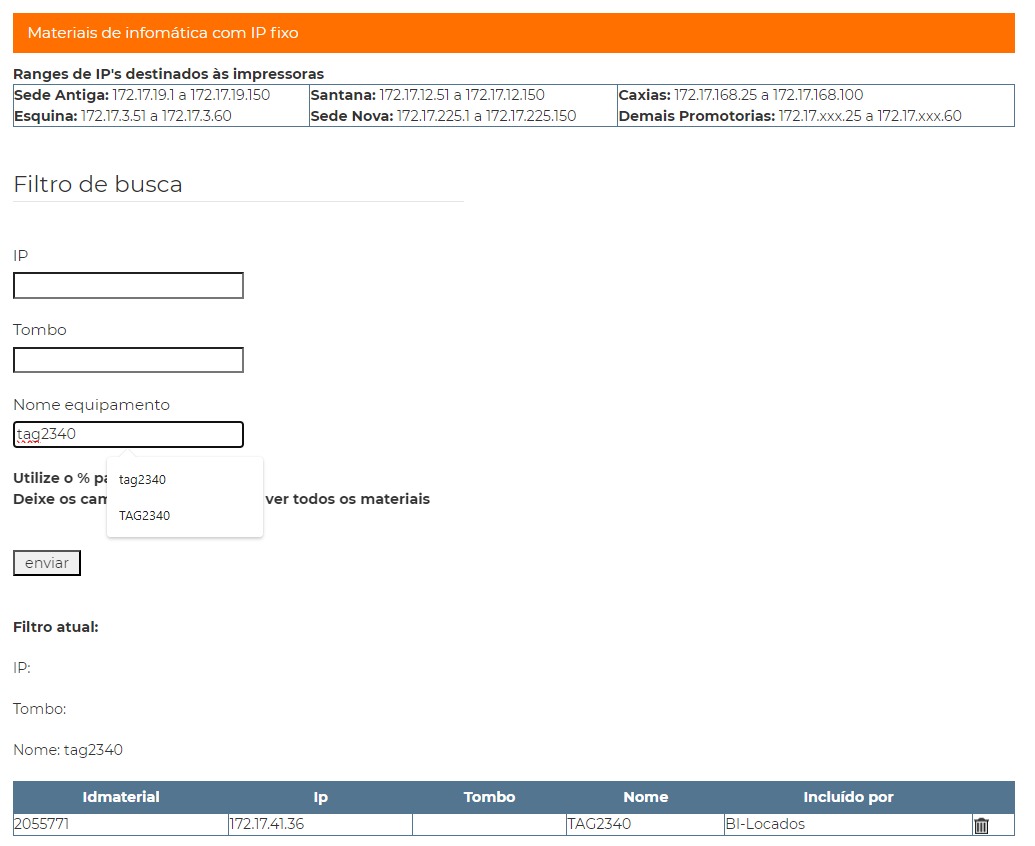 Materiais de infomática com IP fixo
Ranges de IP's destinados às impressoras
Sede Antiga: 172.17.19.1 a 172.17.19.150 Santana: 172.17.12.51 a 172.17.12.150 Caxias: 172.17.168.25 a 172.17.168.100
Esquina: 172.17.3.51 a 172.17.3.60 Sede Nova: 172.17.225.1 a 172.17.225.150 Demais Promotorias: 172.17.xxx.25 a 172.17.xxx.60
Filtro de busca
IP
Tombo
Nome equipamento
tag2340
Utilize o %
tag2340
Deixe os ver todos os materiais
TAG2340
enviar
Filtro atual:
IP:
Tombo:
Nome: tag2340
Idmaterial Ip Tombo Nome Incluído por
2055771 172.17.41.36 TAG2340 BI-Locados